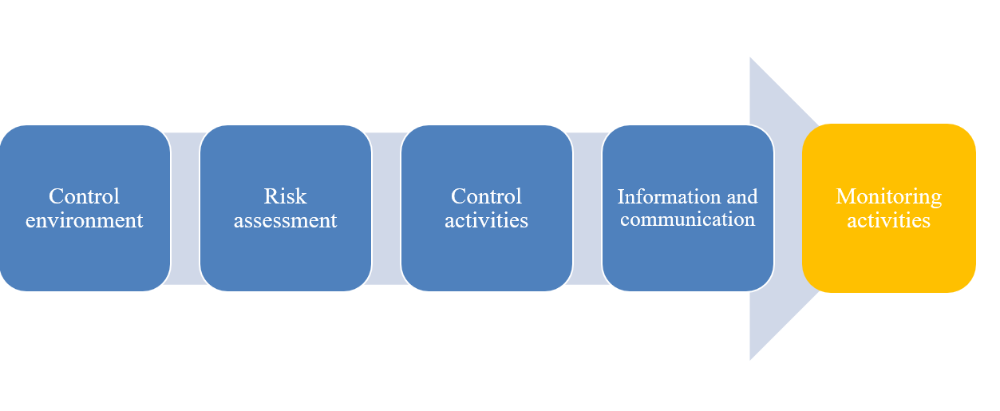 Control
environment
Risk
assessment
Control
activities
Information and
communication
Monitoring
activities